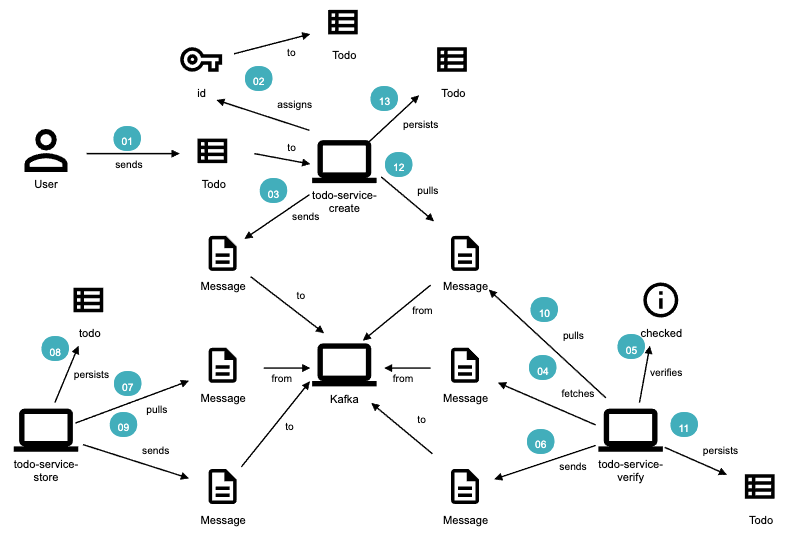 to
Todo
id
02
assigns
Todo
13
persists
01
sends
User
Todo
to
12
todo-service-
create
pulls
03
sends
Message
to
Message
from
10
pulls
checked
05
verifies
todo
08
persists
07
pulls
09
Message
from
Kafka
from
Message
04
fetches
to
to
sends
todo-service-
store
Message
06
sends
Message
11
todo-service-
verify
persists
Todo